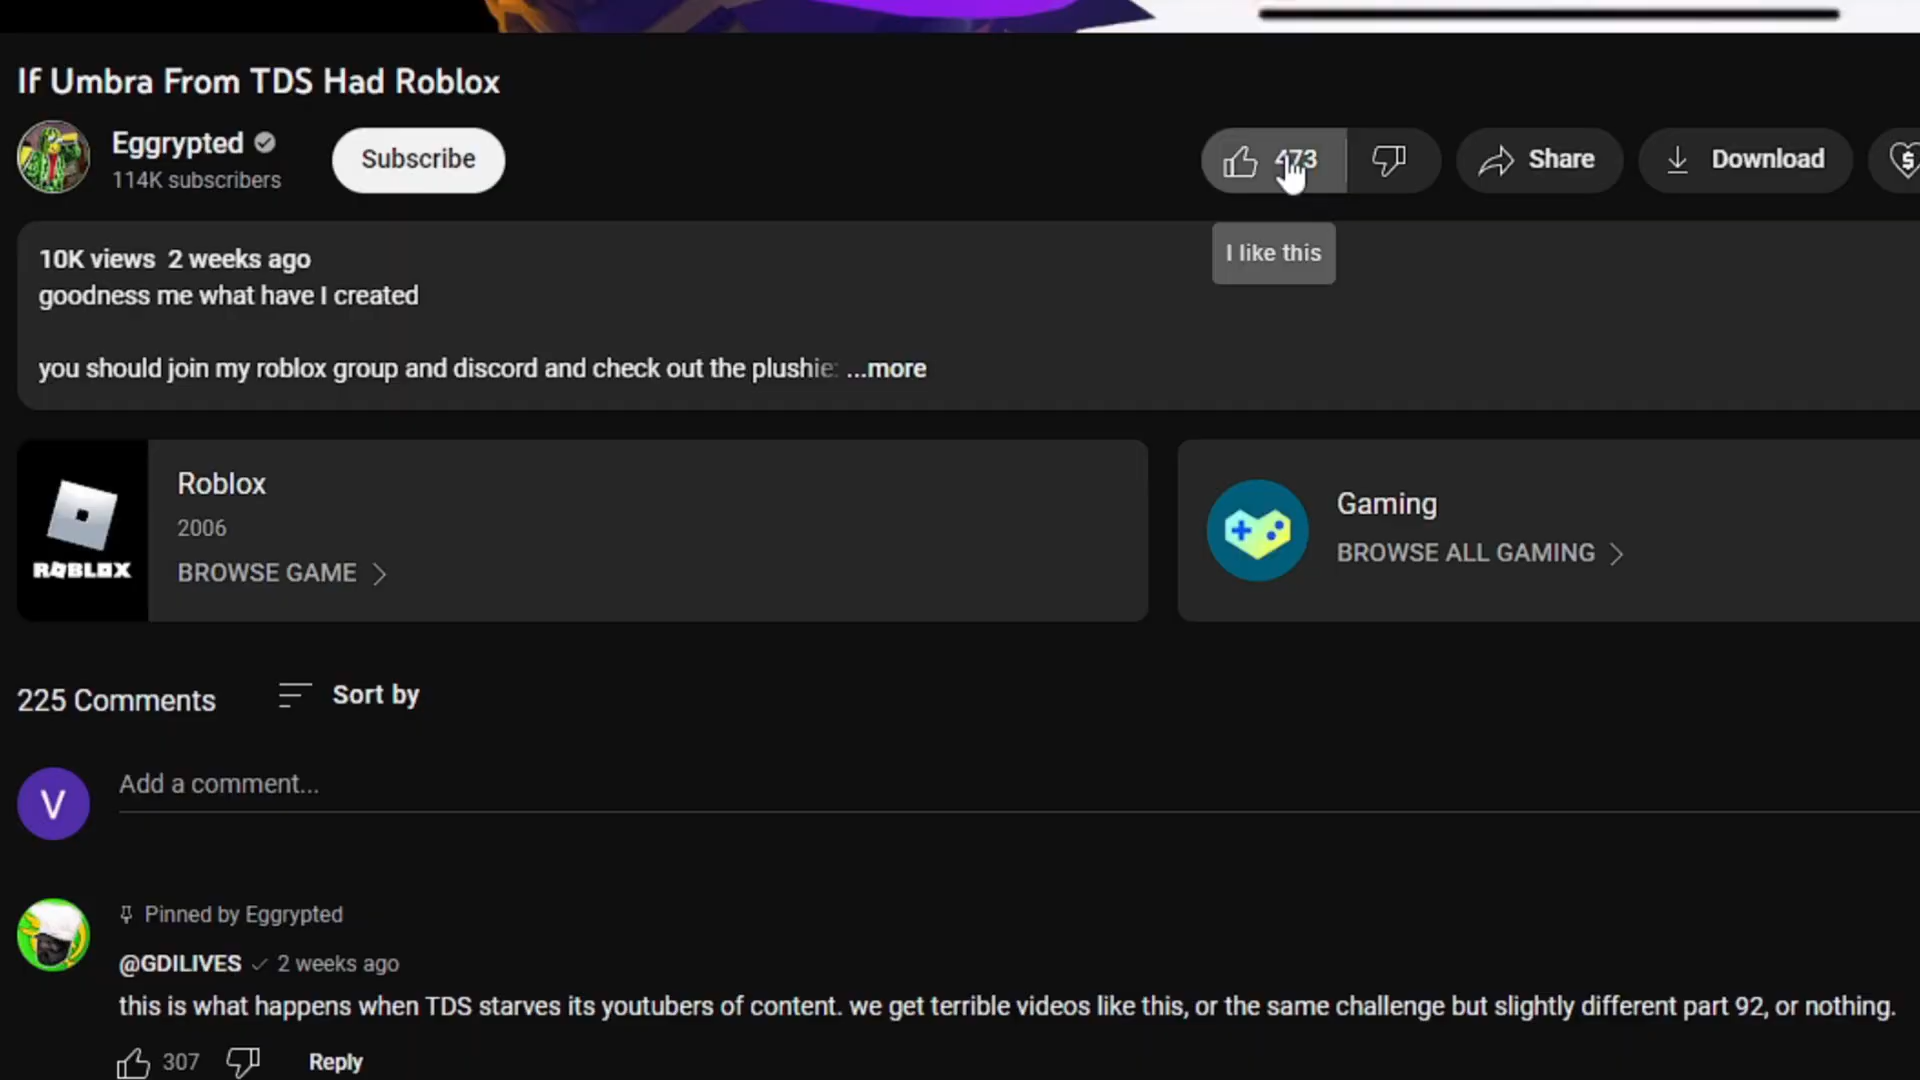 If Umbra From TDS Had Roblox
Eggrypted
114K subscribers
Subscribe
473
Share
Download
I like this
10K views 2 weeks ago
goodness me what have I created
you should join my roblox group and discord and check out the plushie ...more
ROBLOX
Roblox
2006
BROWSE GAME
Gaming
BROWSE ALL GAMING
225 Comments
Sort by
V
Add a comment...
Pinned by Eggrypted
@GDILIVES 2 weeks ago
this is what happens when TDS starves its youtubers of content. we get terrible videos like this, or the same challenge but slightly different part 92, or nothing.
307
Reply